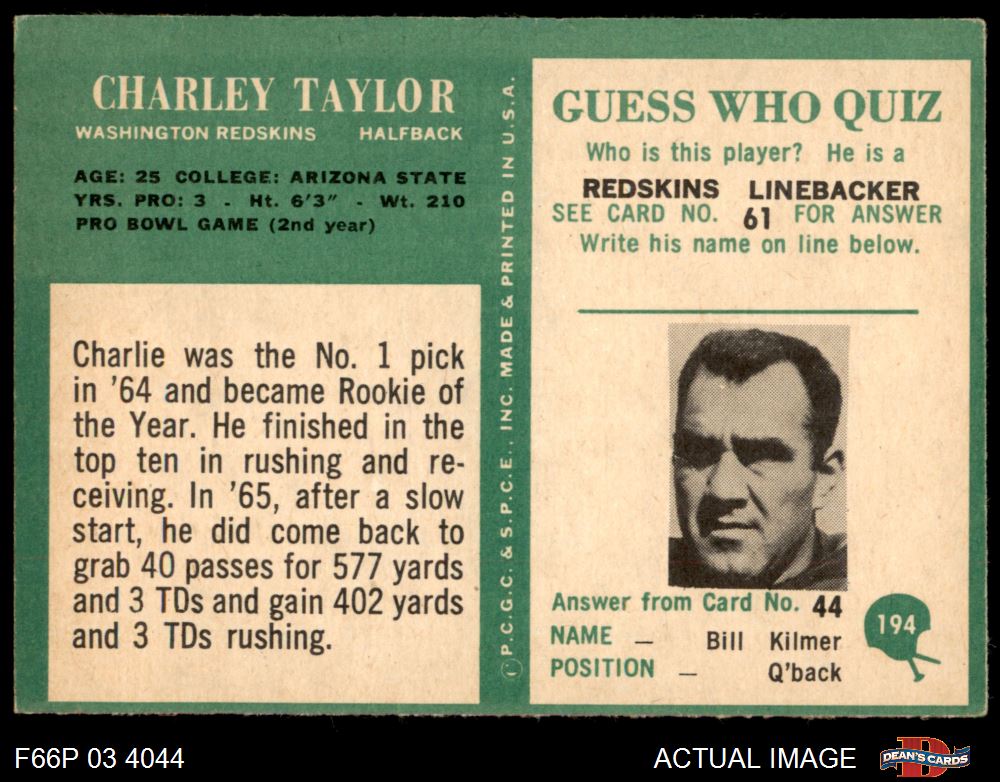 CHARLEY TAYLOR
WASHINGTON REDSKINS HALFBACK
AGE: 25 COLLEGE: ARIZONA STATE
YRS. PRO: 3 - Ht. 6'3" - Wt. 210
PRO BOWL GAME (2nd year)
Charlie was the No. 1 pick
in '64 and became Rookie of
the Year. He finished in the
top ten in rushing and re-
ceiving. In '65, after a slow
start, he did come back to
grab 40 passes for 577 yards
and 3 TDs and gain 402 yards
and 3 TDs rushing.
©P.C.G.C. & S.P.C.E., INC. MADE & PRINTED IN U.S.A.
GUESS WHO QUIZ
Who is this player? He is a
REDSKINS LINEBACKER
SEE CARD NO. 61 FOR ANSWER
Write his name on line below.
Answer from Card No. 44
NAME — Bill Kilmer
POSITION — Q'back
194
F66P 03 4044
ACTUAL IMAGE
DEAN'S CARDS